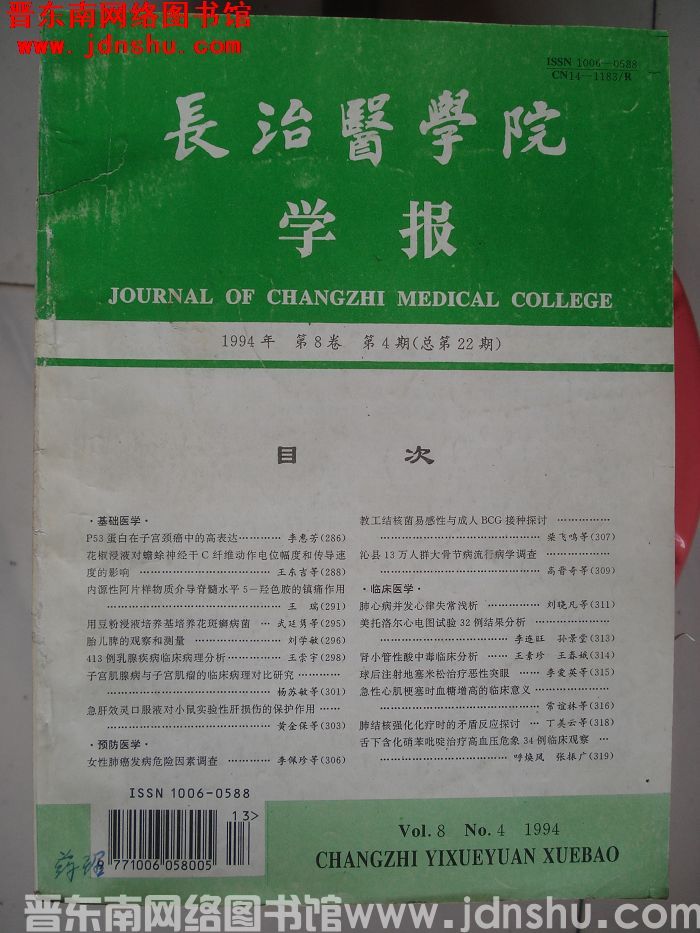 晋东南网络图书馆
www.jdnshu.com
ISSN 1006—0588
CN14—1183/R
長治醫學院
学报
JOURNAL OF CHANGZHI MEDICAL COLLEGE
1994年 第8卷 第4期(总第22期)
目次
·基础医学·
P53蛋白在子宫颈癌中的高表达………… 李惠芳(286)
花椒浸液对蟾蜍神经干C纤维动作电位幅度和传导速
度的影响 ………………… 王东吉等(288)
内源性阿片样物质介导脊髓水平5-羟色胺的镇痛作用
………………… 王 瑞(291)
用豆粉浸液培养基培养花斑癣病菌 … 武廷勇等(295)
胎儿脾的观察和测量 ………… 刘学敏(296)
413例乳腺疾病临床病理分析………… 王崇宇(298)
子宫肌腺病与子宫肌瘤的临床病理对比研究…………
………………… 杨苏敏等(301)
急肝效灵口服液对小鼠实验性肝损伤的保护作用……
………………… 黄金保等(303)
·预防医学·
女性肺癌发病危险因素调查 ……… 李佩珍等(306)
教工结核菌易感性与成人BCG接种探讨 …………
………………… 梁飞鸣等(307)
沁县13万人群大骨节病流行病学调查 …………
………………… 高晋奇等(309)
·临床医学·
肺心病并发心律失常浅析 ………… 刘晓凡等(311)
美托洛尔心电图试验32例结果分析 …………
………………… 李连旺 孙景堂(313)
肾小管性酸中毒临床分析 …… 王素珍 王春娥(314)
球后注射地塞米松治疗恶性突眼 …… 李爱英等(315)
急性心肌梗塞时血糖增高的临床意义…………
………………… 常谊林等(316)
肺结核强化化疗时的矛盾反应探讨 … 丁美云等(318)
舌下含化硝苯吡啶治疗高血压危象34例临床观察 …
………………… 呼焕凤 张振广(319)
ISSN 1006-0588
13>
771006 058005
Vol. 8 No. 4 1994
CHANGZHI YIXUEYUAN XUEBAO
晋东南网络图书馆www.jdnshu.com